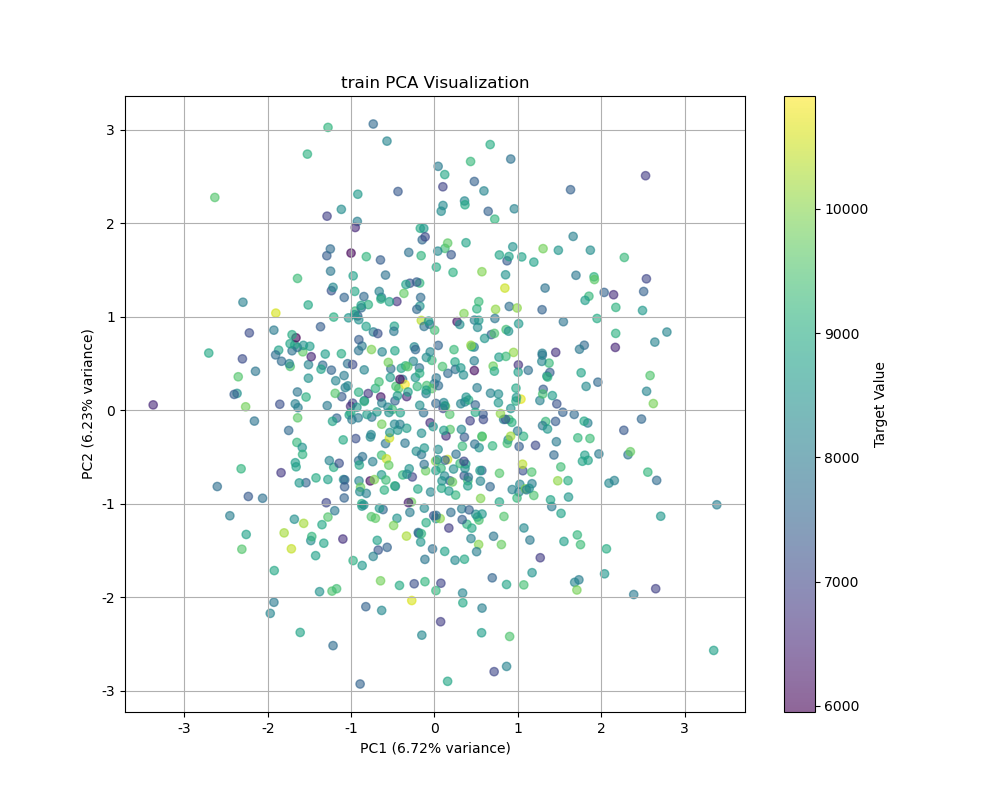 train PCA Visualization
3
2
1
0
-1
-2
-3
PC2 (6.23% variance)
-3 -2 -1 0 1 2 3
PC1 (6.72% variance)
10000
9000
8000
7000
6000
Target Value